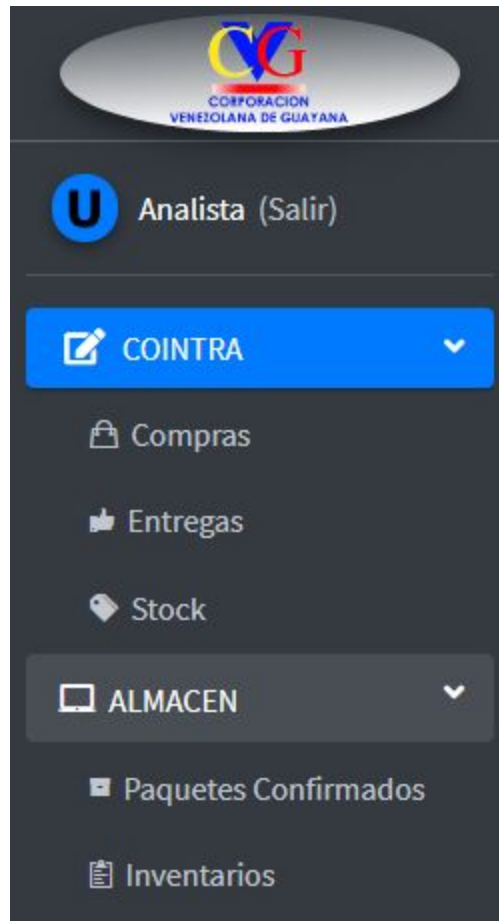 CVG
CORPORACION
VENEZOLANA DE GUAYANA
U
Analista (Salir)
COINTRA
Compras
Entregas
Stock
ALMACEN
Paquetes Confirmados
Inventarios